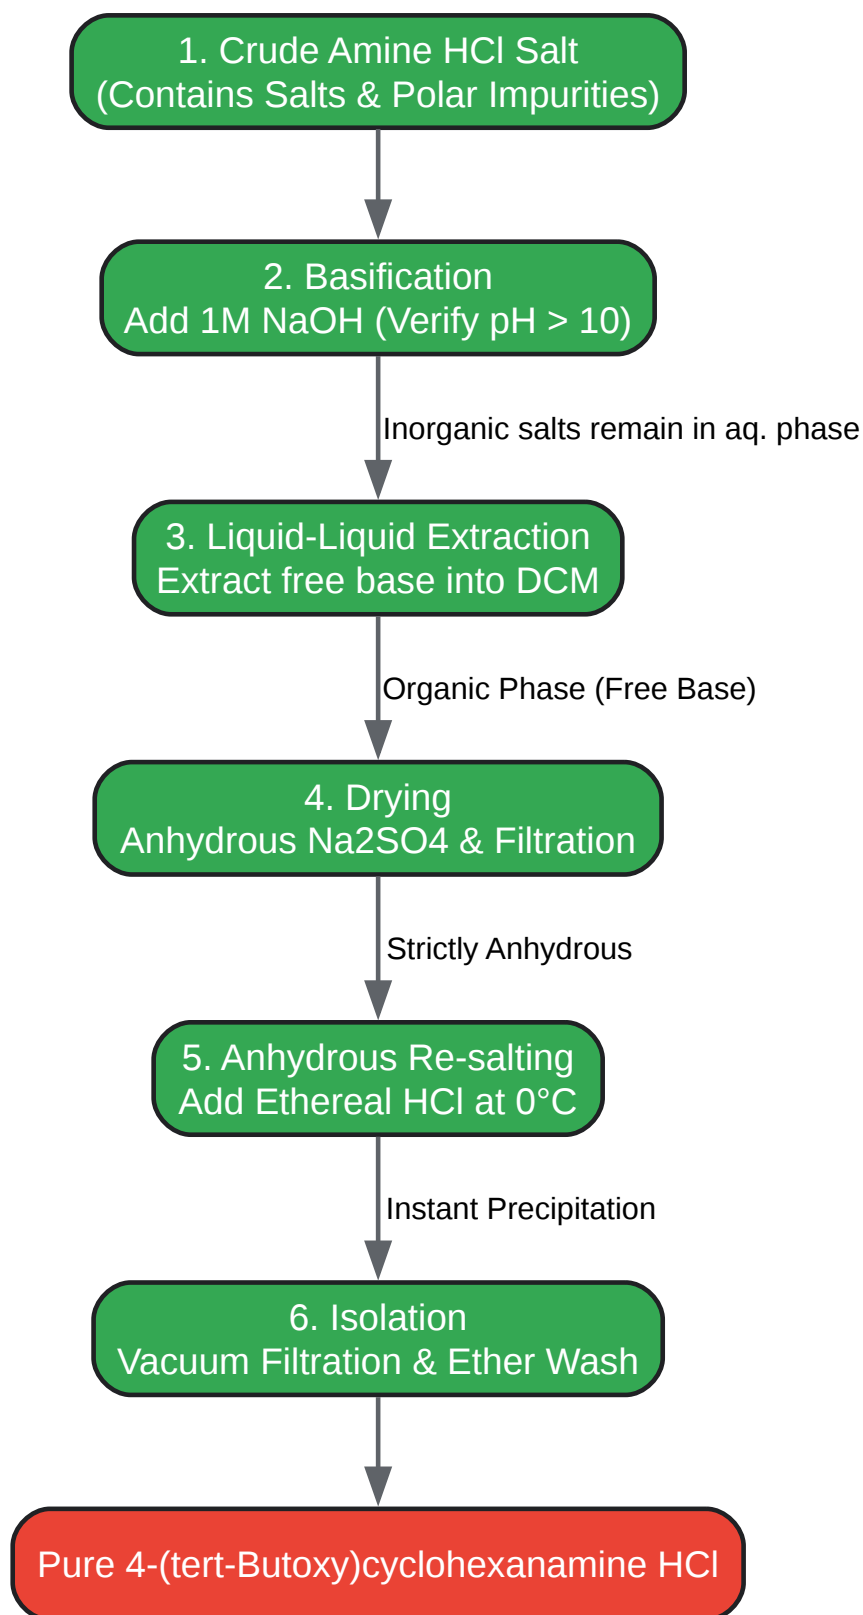 1. Crude Amine HCl Salt
(Contains Salts & Polar Impurities)
2. Basification
Add 1M NaOH (Verify pH > 10)
Inorganic salts remain in aq. phase
3. Liquid-Liquid Extraction
Extract free base into DCM
Organic Phase (Free Base)
4. Drying
Anhydrous Na2SO4 & Filtration
Strictly Anhydrous
5. Anhydrous Re-salting
Add Ethereal HCl at 0°C
Instant Precipitation
6. Isolation
Vacuum Filtration & Ether Wash
Pure 4-(tert-Butoxy)cyclohexanamine HCl